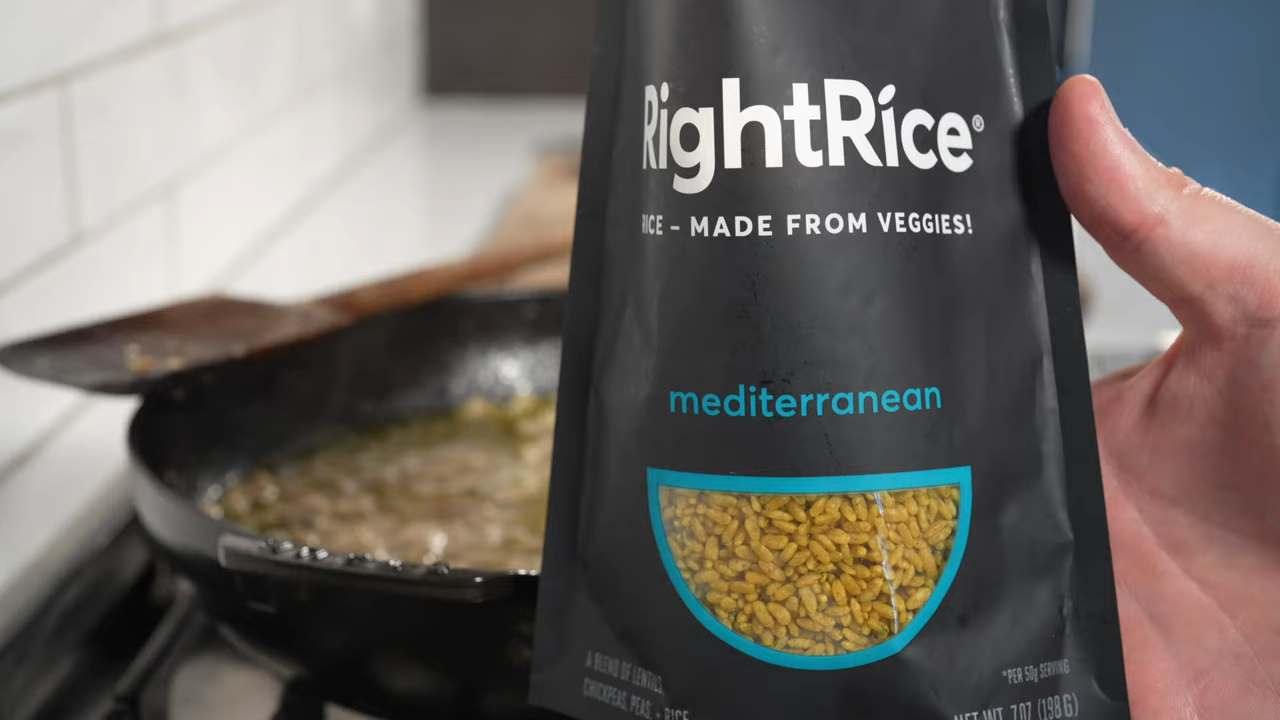 RightRice®
RICE – MADE FROM VEGGIES!
mediterranean
A BLEND OF LENTILS,
CHICKPEAS, PEAS, + RICE
*PER 50g SERVING
NET WT. 7OZ (198G)